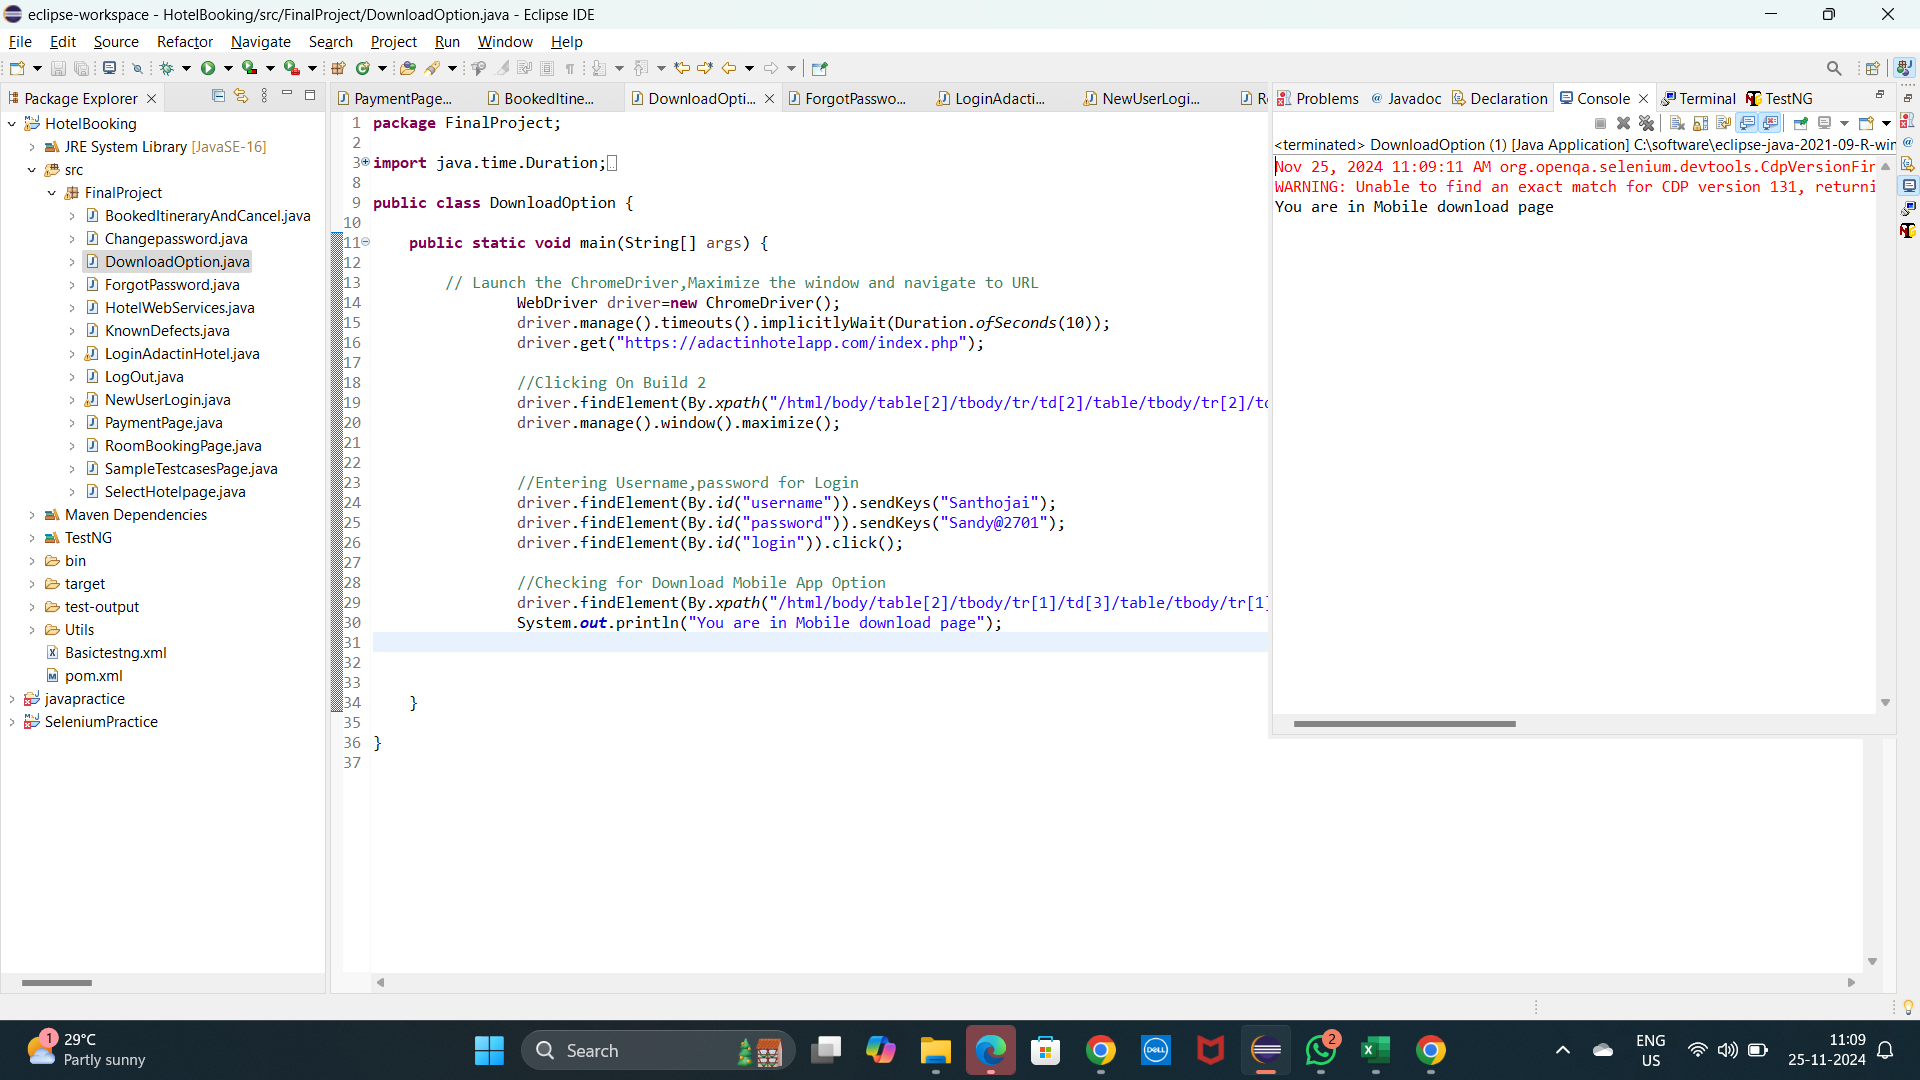 eclipse-workspace - HotelBooking/src/FinalProject/DownloadOption.java - Eclipse IDE
File Edit Source Refactor Navigate Search Project Run Window Help
Package Explorer
HotelBooking
JRE System Library [JavaSE-16]
src
FinalProject
BookedItineraryAndCancel.java
Changepassword.java
DownloadOption.java
ForgotPassword.java
HotelWebServices.java
KnownDefects.java
LoginAdactinHotel.java
LogOut.java
NewUserLogin.java
PaymentPage.java
RoomBookingPage.java
SampleTestcasesPage.java
SelectHotelpage.java
Maven Dependencies
TestNG
bin
target
test-output
Utils
Basictestng.xml
pom.xml
javapractice
SeleniumPractice
PaymentPage... BookedItine... DownloadOpti... ForgotPasswo... LoginAdacti... NewUserLogi... R
1 package FinalProject;
2
3 import java.time.Duration;
8
9 public class DownloadOption {
10
11 public static void main(String[] args) {
12
13 // Launch the ChromeDriver,Maximize the window and navigate to URL
14 WebDriver driver=new ChromeDriver();
15 driver.manage().timeouts().implicitlyWait(Duration.ofSeconds(10));
16 driver.get("https://adactinhotelapp.com/index.php");
17
18 //Clicking On Build 2
19 driver.findElement(By.xpath("/html/body/table[2]/tbody/tr/td[2]/table/tbody/tr[2]/td
20 driver.manage().window().maximize();
21
22
23 //Entering Username,password for Login
24 driver.findElement(By.id("username")).sendKeys("Santhojai");
25 driver.findElement(By.id("password")).sendKeys("Sandy@2701");
26 driver.findElement(By.id("login")).click();
27
28 //Checking for Download Mobile App Option
29 driver.findElement(By.xpath("/html/body/table[2]/tbody/tr[1]/td[3]/table/tbody/tr[1]
30 System.out.println("You are in Mobile download page");
31
32
33
34 }
35
36 }
37
Problems Javadoc Declaration Console Terminal TestNG
<terminated> DownloadOption (1) [Java Application] C:\software\eclipse-java-2021-09-R-win
Nov 25, 2024 11:09:11 AM org.openqa.selenium.devtools.CdpVersionFin
WARNING: Unable to find an exact match for CDP version 131, returni
You are in Mobile download page
1
29°C
Partly sunny
Search
DELL
2
ENG
US
11:09
25-11-2024